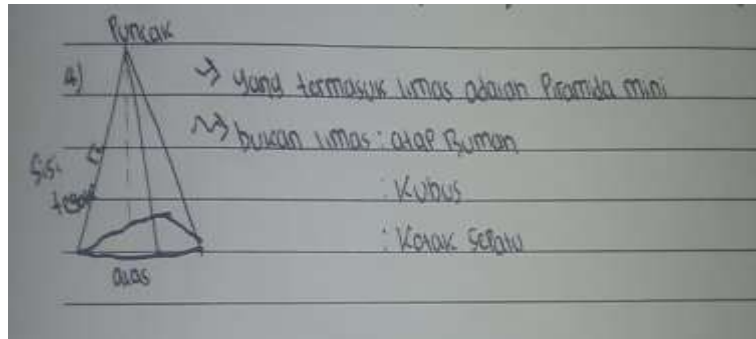 Puncak
4) → yang termasuk limas adalah Piramida mini
→ bukan limas : atap Rumah
Sisi tegak
: Kubus
: Kotak Sepatu
alas